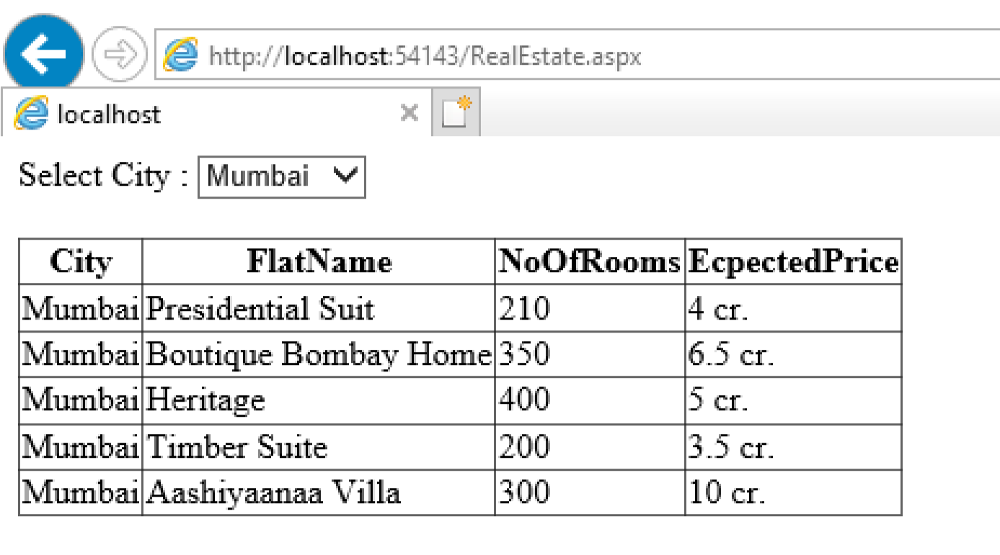 http://localhost:54143/RealEstate.aspx
localhost
Select City : Mumbai
City FlatName NoOfRooms EcpectedPrice
Mumbai Presidential Suit 210 4 cr.
Mumbai Boutique Bombay Home 350 6.5 cr.
Mumbai Heritage 400 5 cr.
Mumbai Timber Suite 200 3.5 cr.
Mumbai Aashiyaanaa Villa 300 10 cr.